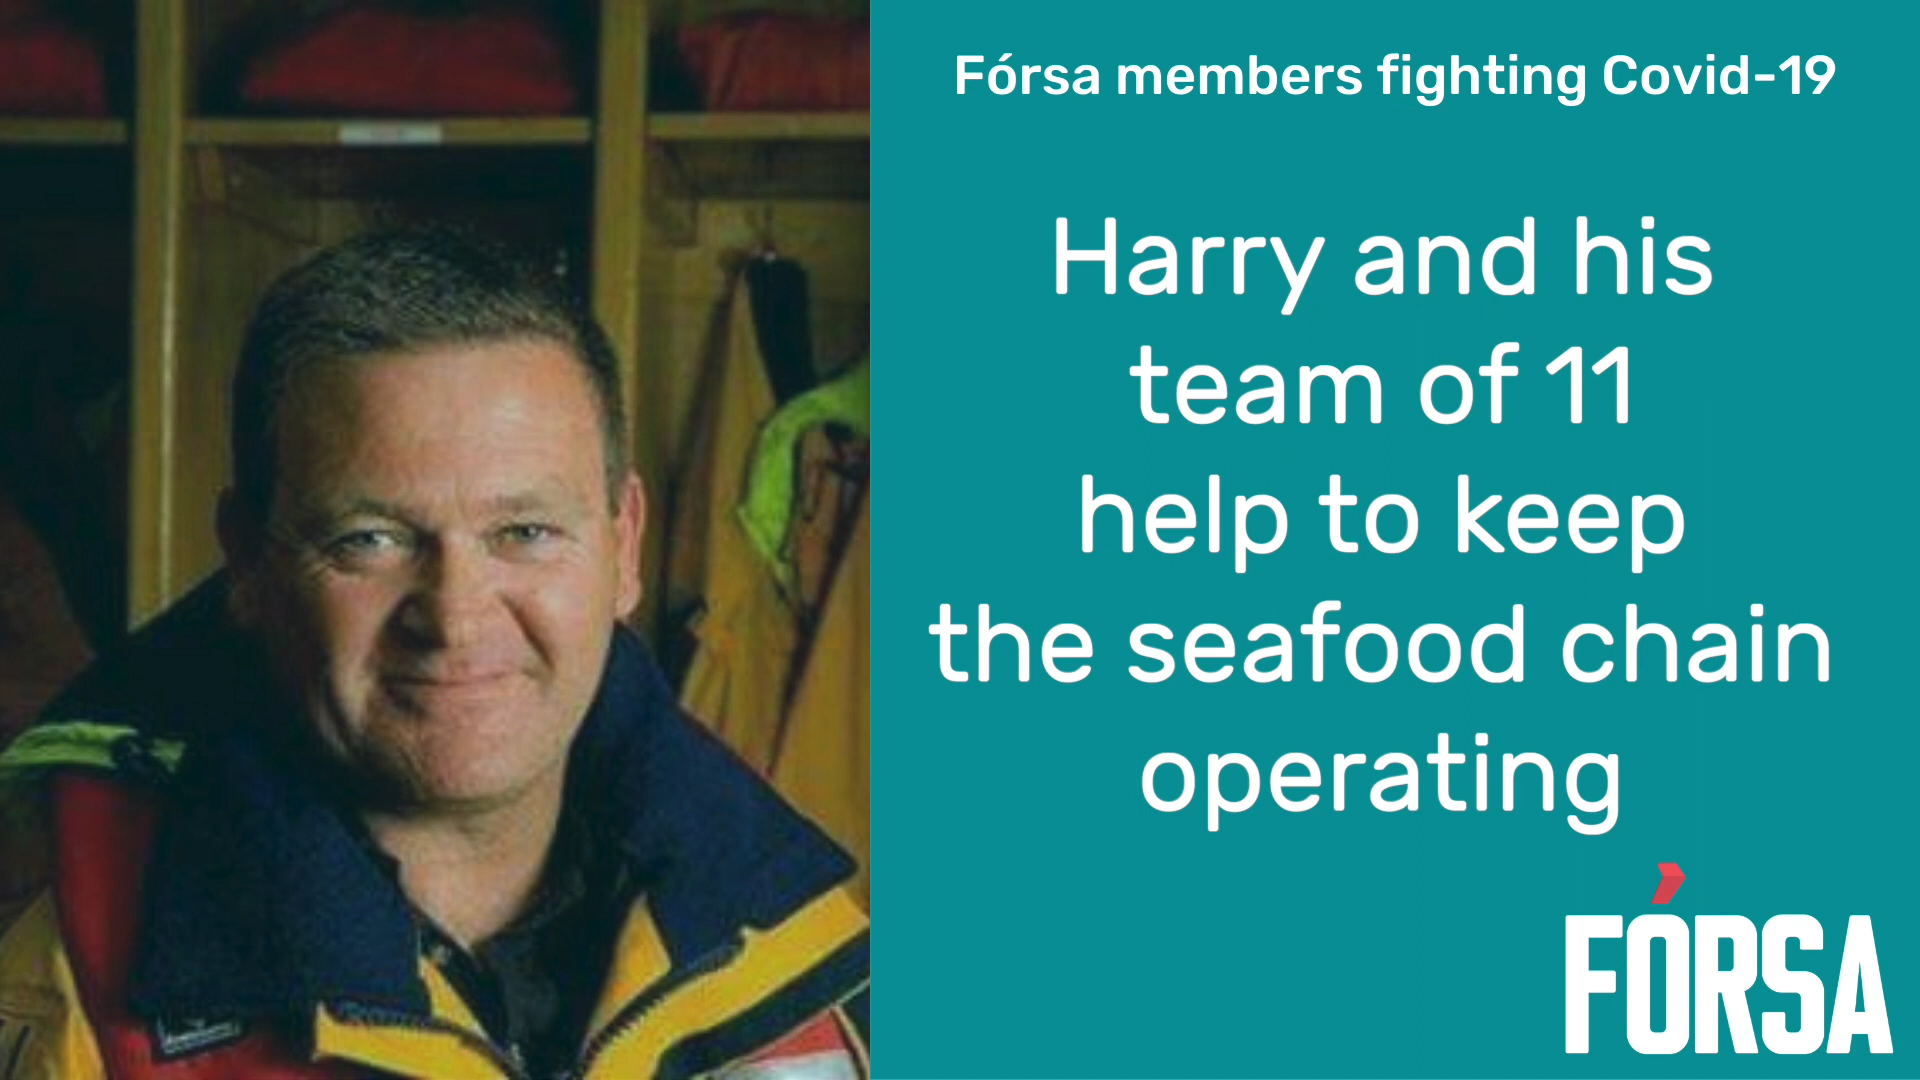 Fórsa members fighting Covid-19
Harry and his
team of 11
help to keep
the seafood chain
operating
FÓRSA